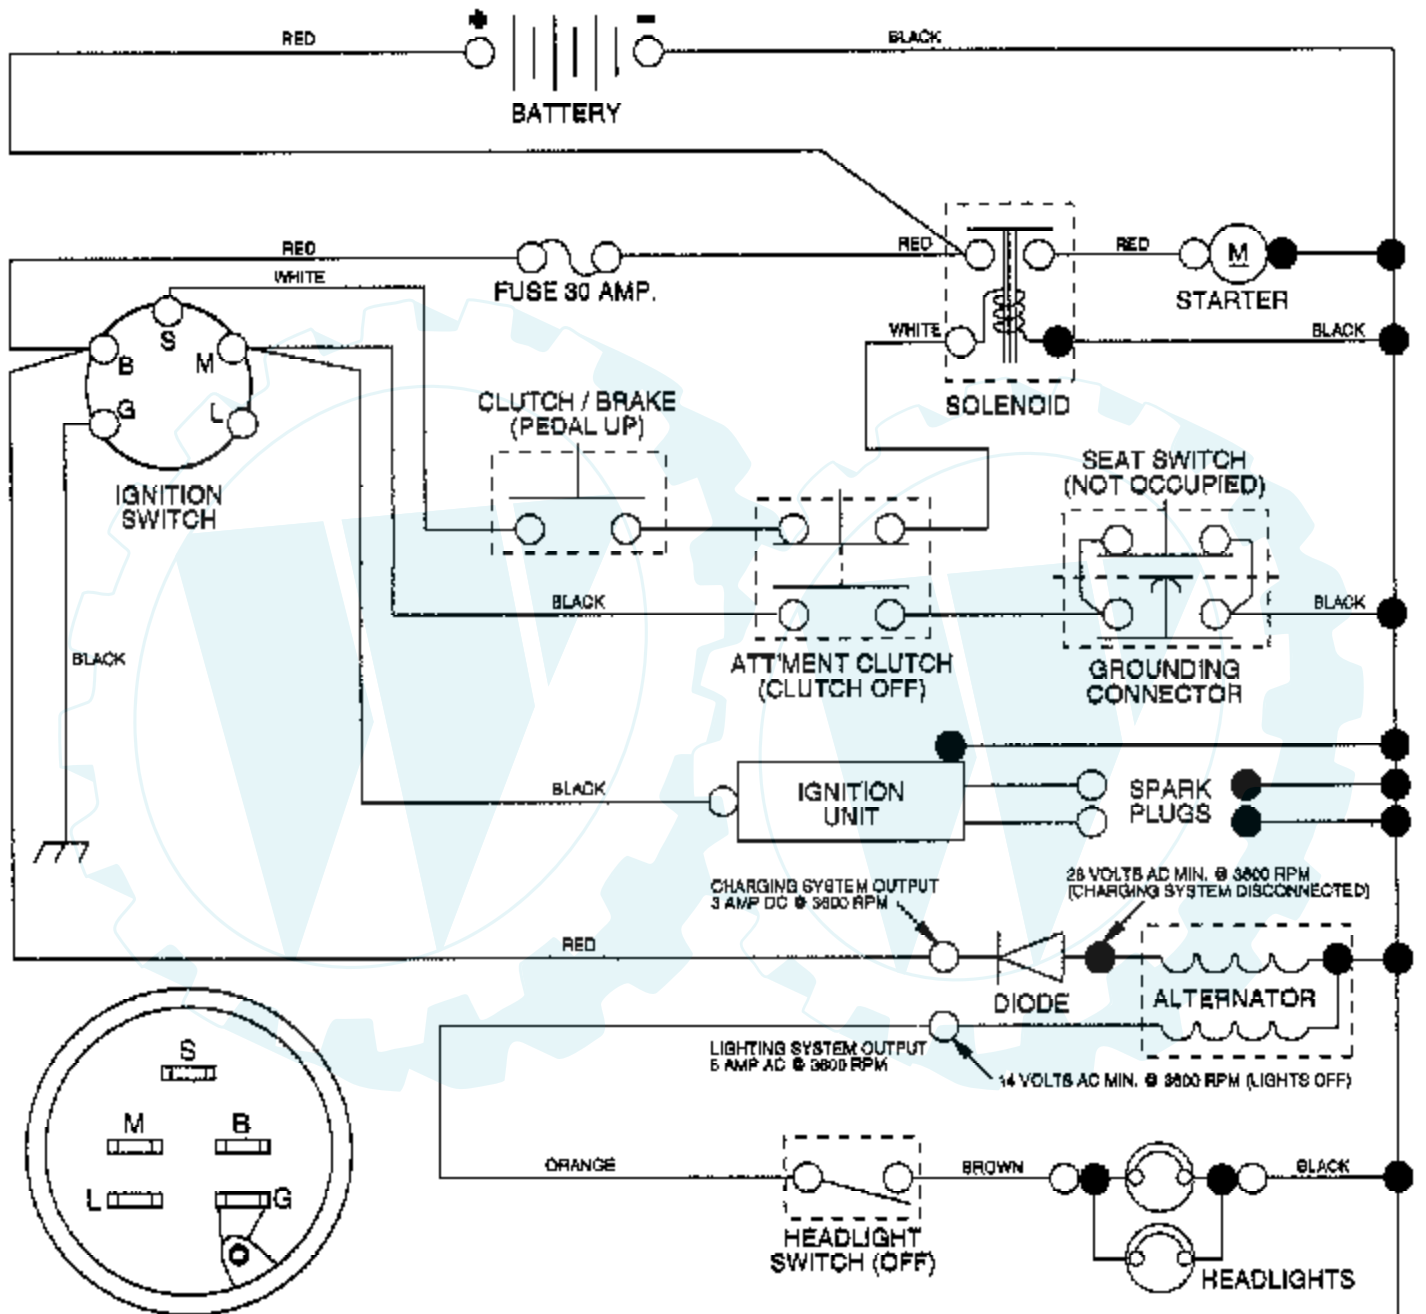 + -
RED
BLACK
BATTERY
RED
RED
RED
M
WHITE
FUSE 30 AMP.
STARTER
S
WHITE
BLACK
B
M
G
L
SOLENOID
CLUTCH / BRAKE
(PEDAL UP)
SEAT SWITCH
(NOT OCCUPIED)
IGNITION
SWITCH
BLACK
BLACK
BLACK
ATT'MENT CLUTCH
(CLUTCH OFF)
GROUNDING
CONNECTOR
BLACK
IGNITION
UNIT
SPARK
PLUGS
CHARGING SYSTEM OUTPUT
3 AMP DC @ 3600 RPM
28 VOLTS AC MIN. @ 3600 RPM
(CHARGING SYSTEM DISCONNECTED)
RED
DIODE
ALTERNATOR
LIGHTING SYSTEM OUTPUT
5 AMP AC @ 3600 RPM
14 VOLTS AC MIN. @ 3600 RPM (LIGHTS OFF)
S
M
B
L
G
ORANGE
BROWN
BLACK
HEADLIGHT
SWITCH (OFF)
HEADLIGHTS